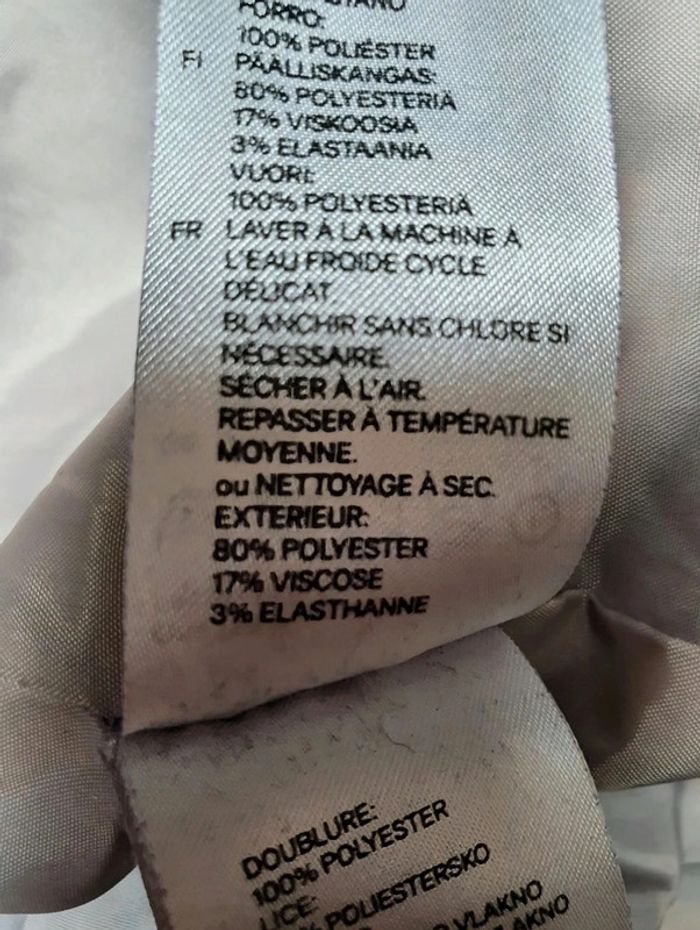 FORRO:
100% POLIÉSTER
FI PÄÄLLISKANGAS:
80% POLYESTERIÄ
17% VISKOOSIA
3% ELASTAANIA
VUORI:
100% POLYESTERIÄ
FR LAVER À LA MACHINE À
L'EAU FROIDE CYCLE
DÉLICAT
BLANCHIR SANS CHLORE SI
NÉCESSAIRE.
SÉCHER À L'AIR.
REPASSER À TEMPÉRATURE
MOYENNE.
ou NETTOYAGE À SEC.
EXTERIEUR:
80% POLYESTER
17% VISCOSE
3% ELASTHANNE
DOUBLURE:
100% POLYESTER
LICE:
POLIESTERSKO
VLAKNO